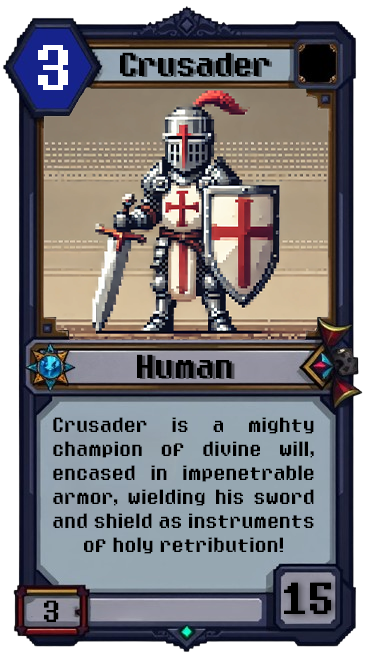 3
Crusader
Human
Crusader is a mighty
champion of divine will,
encased in impenetrable
armor, wielding his sword
and shield as instruments
of holy retribution!
3
15